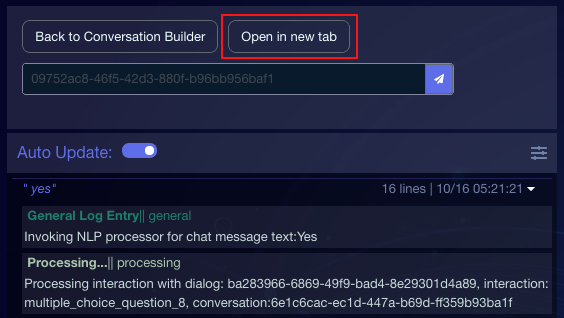 Back to Conversation Builder Open in new tab
09752ac8-46f5-42d3-880f-b96bb956baf1
Auto Update:
" yes" 16 lines | 10/16 05:21:21
General Log Entry|| general
Invoking NLP processor for chat message text:Yes
Processing...|| processing
Processing interaction with dialog: ba283966-6869-49f9-bad4-8e29301d4a89, interaction:
multiple_choice_question_8, conversation:6e1c6cac-ec1d-447a-b69d-ff359b93ba1f